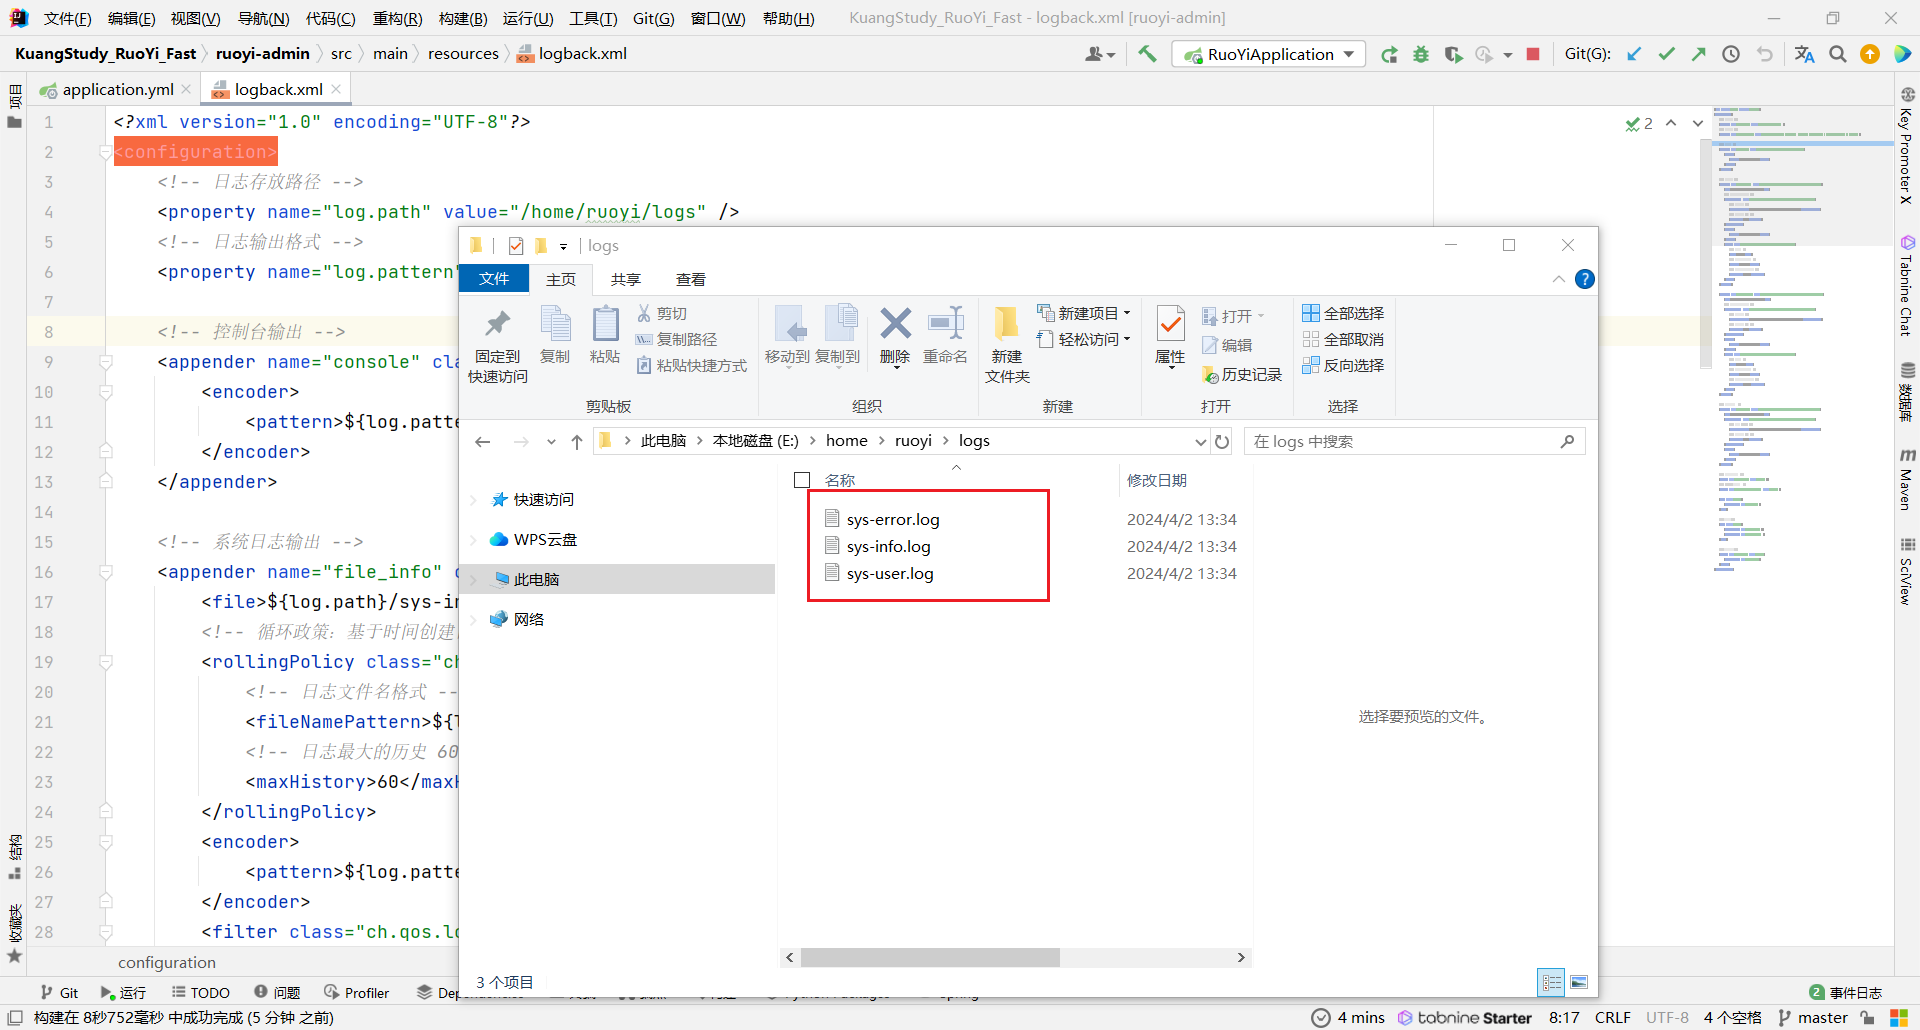 文件(F) 编辑(E) 视图(V) 导航(N) 代码(C) 重构(R) 构建(B) 运行(U) 工具(T) Git(G) 窗口(W) 帮助(H) KuangStudy_RuoYi_Fast - logback.xml [ruoyi-admin]
KuangStudy_RuoYi_Fast ruoyi-admin src main resources logback.xml RuoYiApplication Git(G):
项目 application.yml logback.xml
1 <?xml version="1.0" encoding="UTF-8"?> 2
2 <configuration>
3 <!-- 日志存放路径 -->
4 <property name="log.path" value="/home/ruoyi/logs" />
5 <!-- 日志输出格式 -->
6 <property name="log.pattern"
7
8 <!-- 控制台输出 -->
9 <appender name="console" cla
10 <encoder>
11 <pattern>${log.patte
12 </encoder>
13 </appender>
14
15 <!-- 系统日志输出 -->
16 <appender name="file_info" c
17 <file>${log.path}/sys-in
18 <!-- 循环政策：基于时间创建
19 <rollingPolicy class="ch
20 <!-- 日志文件名格式 --
21 <fileNamePattern>${l
22 <!-- 日志最大的历史 60
23 <maxHistory>60</maxH
24 </rollingPolicy>
25 <encoder>
26 <pattern>${log.patte
27 </encoder>
28 <filter class="ch.qos.lo
configuration
结构
收藏夹
logs
文件 主页 共享 查看
固定到
快速访问
复制
粘贴
剪切
复制路径
粘贴快捷方式
移动到
复制到
删除
重命名
新建
文件夹
新建项目
轻松访问
属性
打开
编辑
历史记录
全部选择
全部取消
反向选择
剪贴板 组织 新建 打开 选择
此电脑 本地磁盘 (E:) home ruoyi logs 在 logs 中搜索
快速访问
WPS云盘
此电脑
网络
名称 修改日期
sys-error.log 2024/4/2 13:34
sys-info.log 2024/4/2 13:34
sys-user.log 2024/4/2 13:34
选择要预览的文件。
3 个项目
Key Promoter X
Tabnine Chat
数据库
m Maven
SciView
Git 运行 TODO 问题 Profiler 2 事件日志
构建在 8秒752毫秒 中成功完成 (5 分钟 之前) 4 mins tabnine Starter 8:17 CRLF UTF-8 4 个空格 master